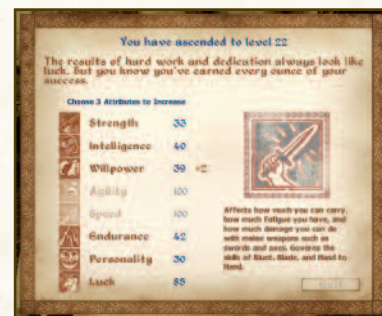 You have ascended to level 22
The results of hard work and dedication always look like
luck. But you know you've earned every ounce of your
success.
Choose 3 Attributes to Increase
Strength 33
Intelligence 40
Willpower 39 +2
Agility 100
Speed 100
Endurance 42
Personality 30
Luck 55
Affects how much you can carry,
how much Fatigue you have, and
how much damage you can do
with melee weapons such as
swords and axes. Governs the
skills of Blunt, Blade, and Hand to
Hand.